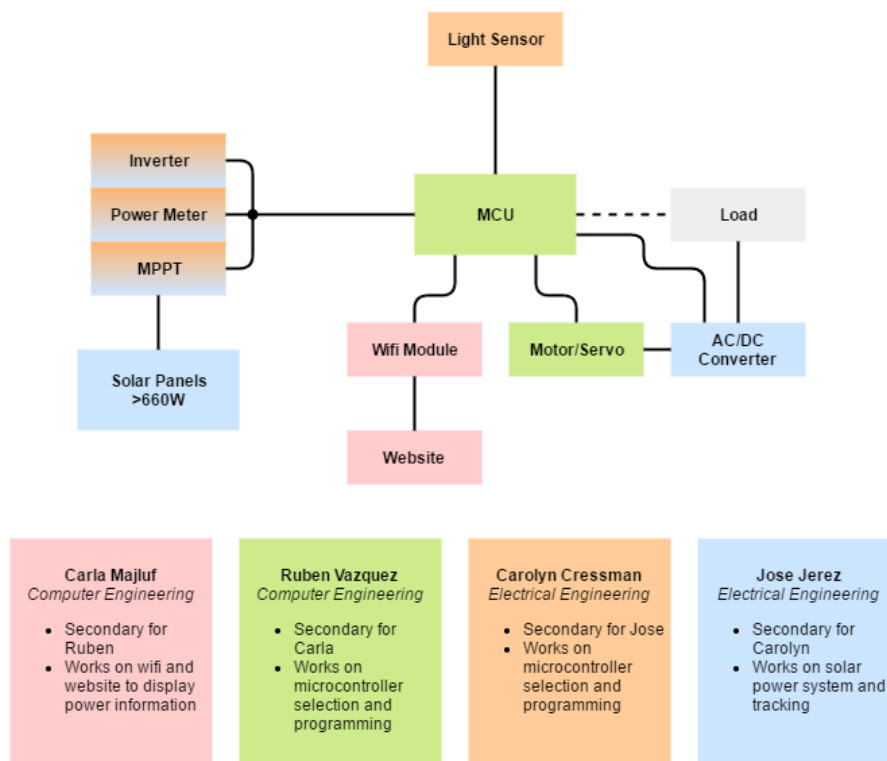 Light Sensor
Inverter
Power Meter
MPPT
MCU
Load
Solar Panels
>660W
Wifi Module
Motor/Servo
AC/DC
Converter
Website
Carla Majluf
Computer Engineering
• Secondary for
Ruben
• Works on wifi and
website to display
power information
Ruben Vazquez
Computer Engineering
• Secondary for
Carla
• Works on
microcontroller
selection and
programming
Carolyn Cressman
Electrical Engineering
• Secondary for Jose
• Works on
microcontroller
selection and
programming
Jose Jerez
Electrical Engineering
• Secondary for
Carolyn
• Works on solar
power system and
tracking